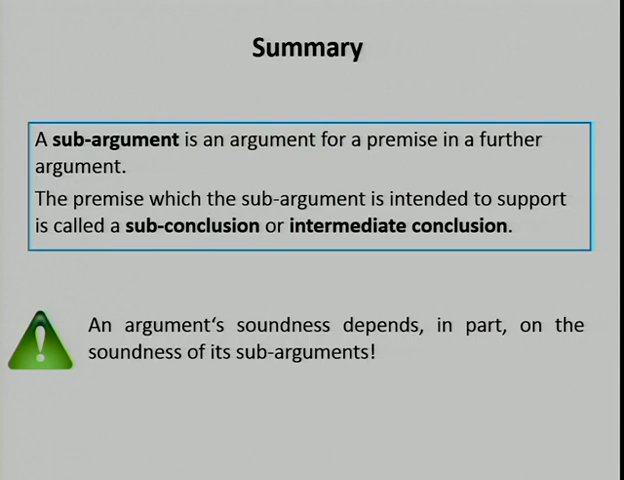 Summary
A sub-argument is an argument for a premise in a further
argument.
The premise which the sub-argument is intended to support
is called a sub-conclusion or intermediate conclusion.
An argument‘s soundness depends, in part, on the
soundness of its sub-arguments!